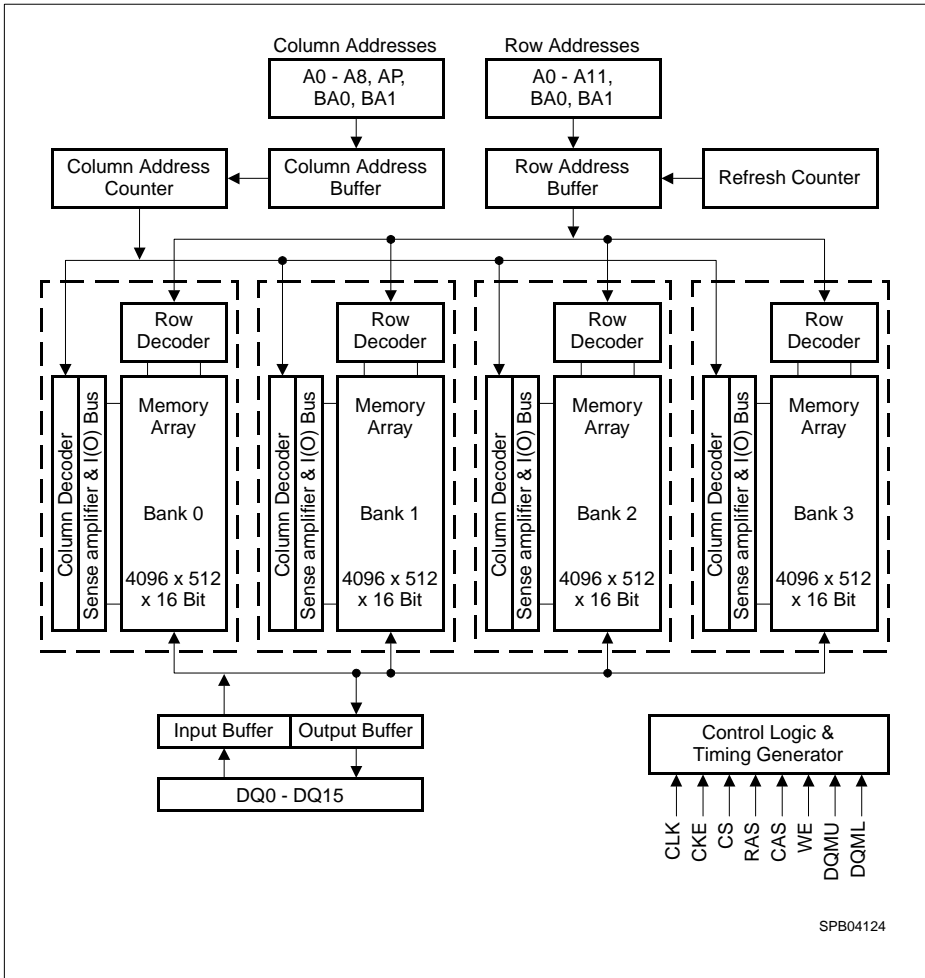 Column Addresses
Row Addresses
A0 - A8, AP,
BA0, BA1
A0 - A11,
BA0, BA1
Column Address
Counter
Column Address
Buffer
Row Address
Buffer
Refresh Counter
Row
Decoder
Row
Decoder
Row
Decoder
Row
Decoder
Column Decoder
Sense amplifier & I(O) Bus
Memory
Array
Bank 0
4096 x 512
x 16 Bit
Column Decoder
Sense amplifier & I(O) Bus
Memory
Array
Bank 1
4096 x 512
x 16 Bit
Column Decoder
Sense amplifier & I(O) Bus
Memory
Array
Bank 2
4096 x 512
x 16 Bit
Column Decoder
Sense amplifier & I(O) Bus
Memory
Array
Bank 3
4096 x 512
x 16 Bit
Input Buffer
Output Buffer
DQ0 - DQ15
Control Logic &
Timing Generator
CLK
CKE
CS
RAS
CAS
WE
DQMU
DQML
SPB04124